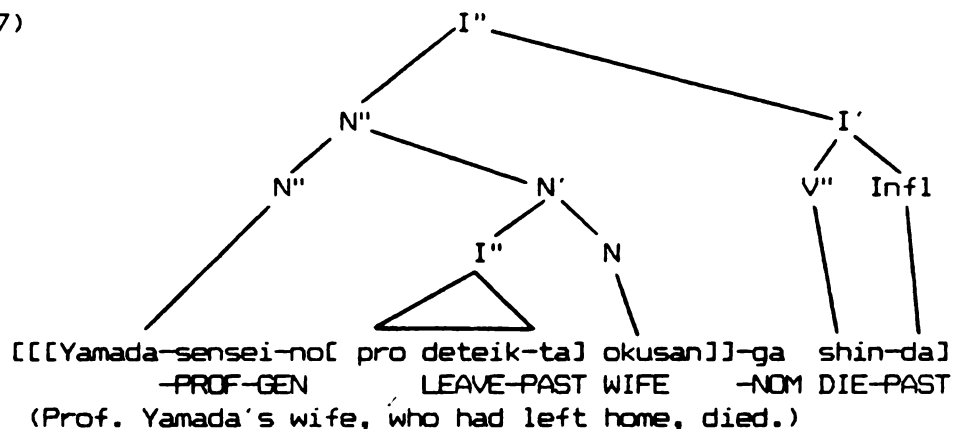 7)
I"
N" I'
N" N' V" Infl
I" N
[[[Yamada-sensei-no[ pro deteik-ta] okusan]]-ga shin-da]
-PROF-GEN LEAVE-PAST WIFE -NOM DIE-PAST
(Prof. Yamada's wife, who had left home, died.)